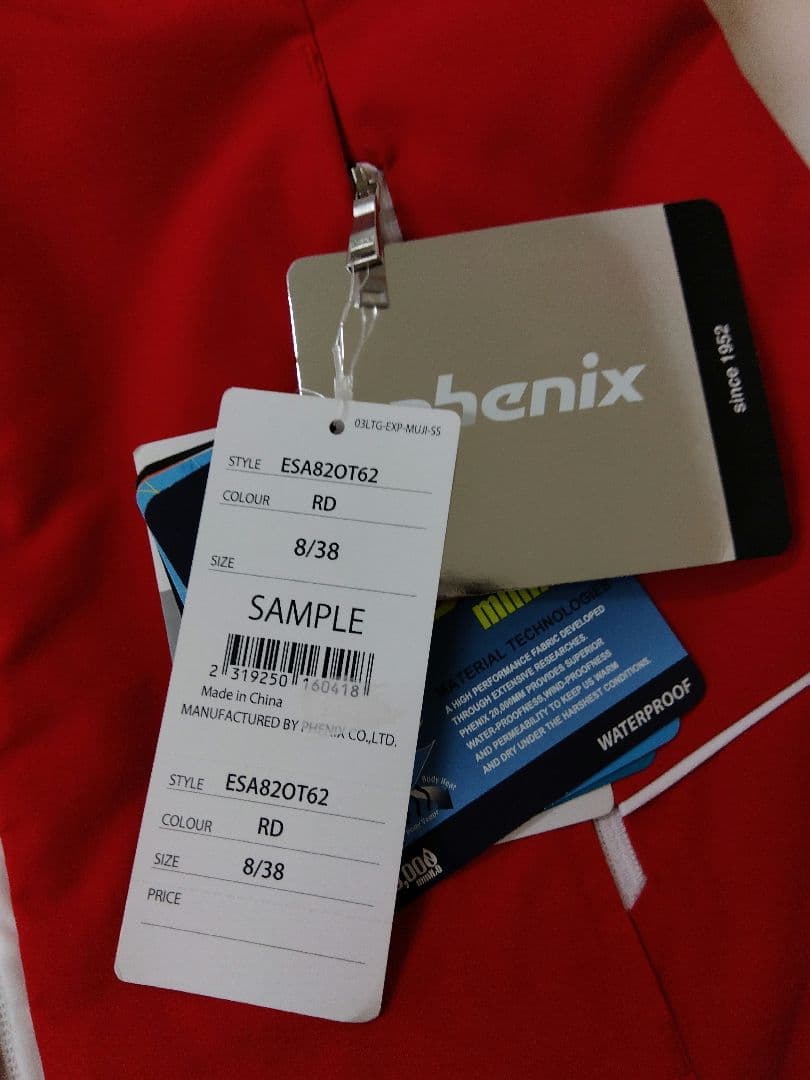 phenix
since 1952
03LTG-EXP-MUJI-SS
STYLE ESA82OT62
COLOUR RD
SIZE 8/38
SAMPLE
2 319250 160418
Made in China
MANUFACTURED BY PHENIX CO.,LTD.
STYLE ESA82OT62
COLOUR RD
SIZE 8/38
PRICE
MATERIAL TECHNOLOGIES
A HIGH PERFORMANCE FABRIC DEVELOPED
THROUGH EXTENSIVE RESEARCHES.
PHENIX 20,000MM PROVIDES SUPERIOR
WATER-PROOFNESS, WIND-PROOFNESS
AND PERMEABILITY TO KEEP US WARM
AND DRY UNDER THE HARSHEST CONDITIONS.
WATERPROOF
Body Heat